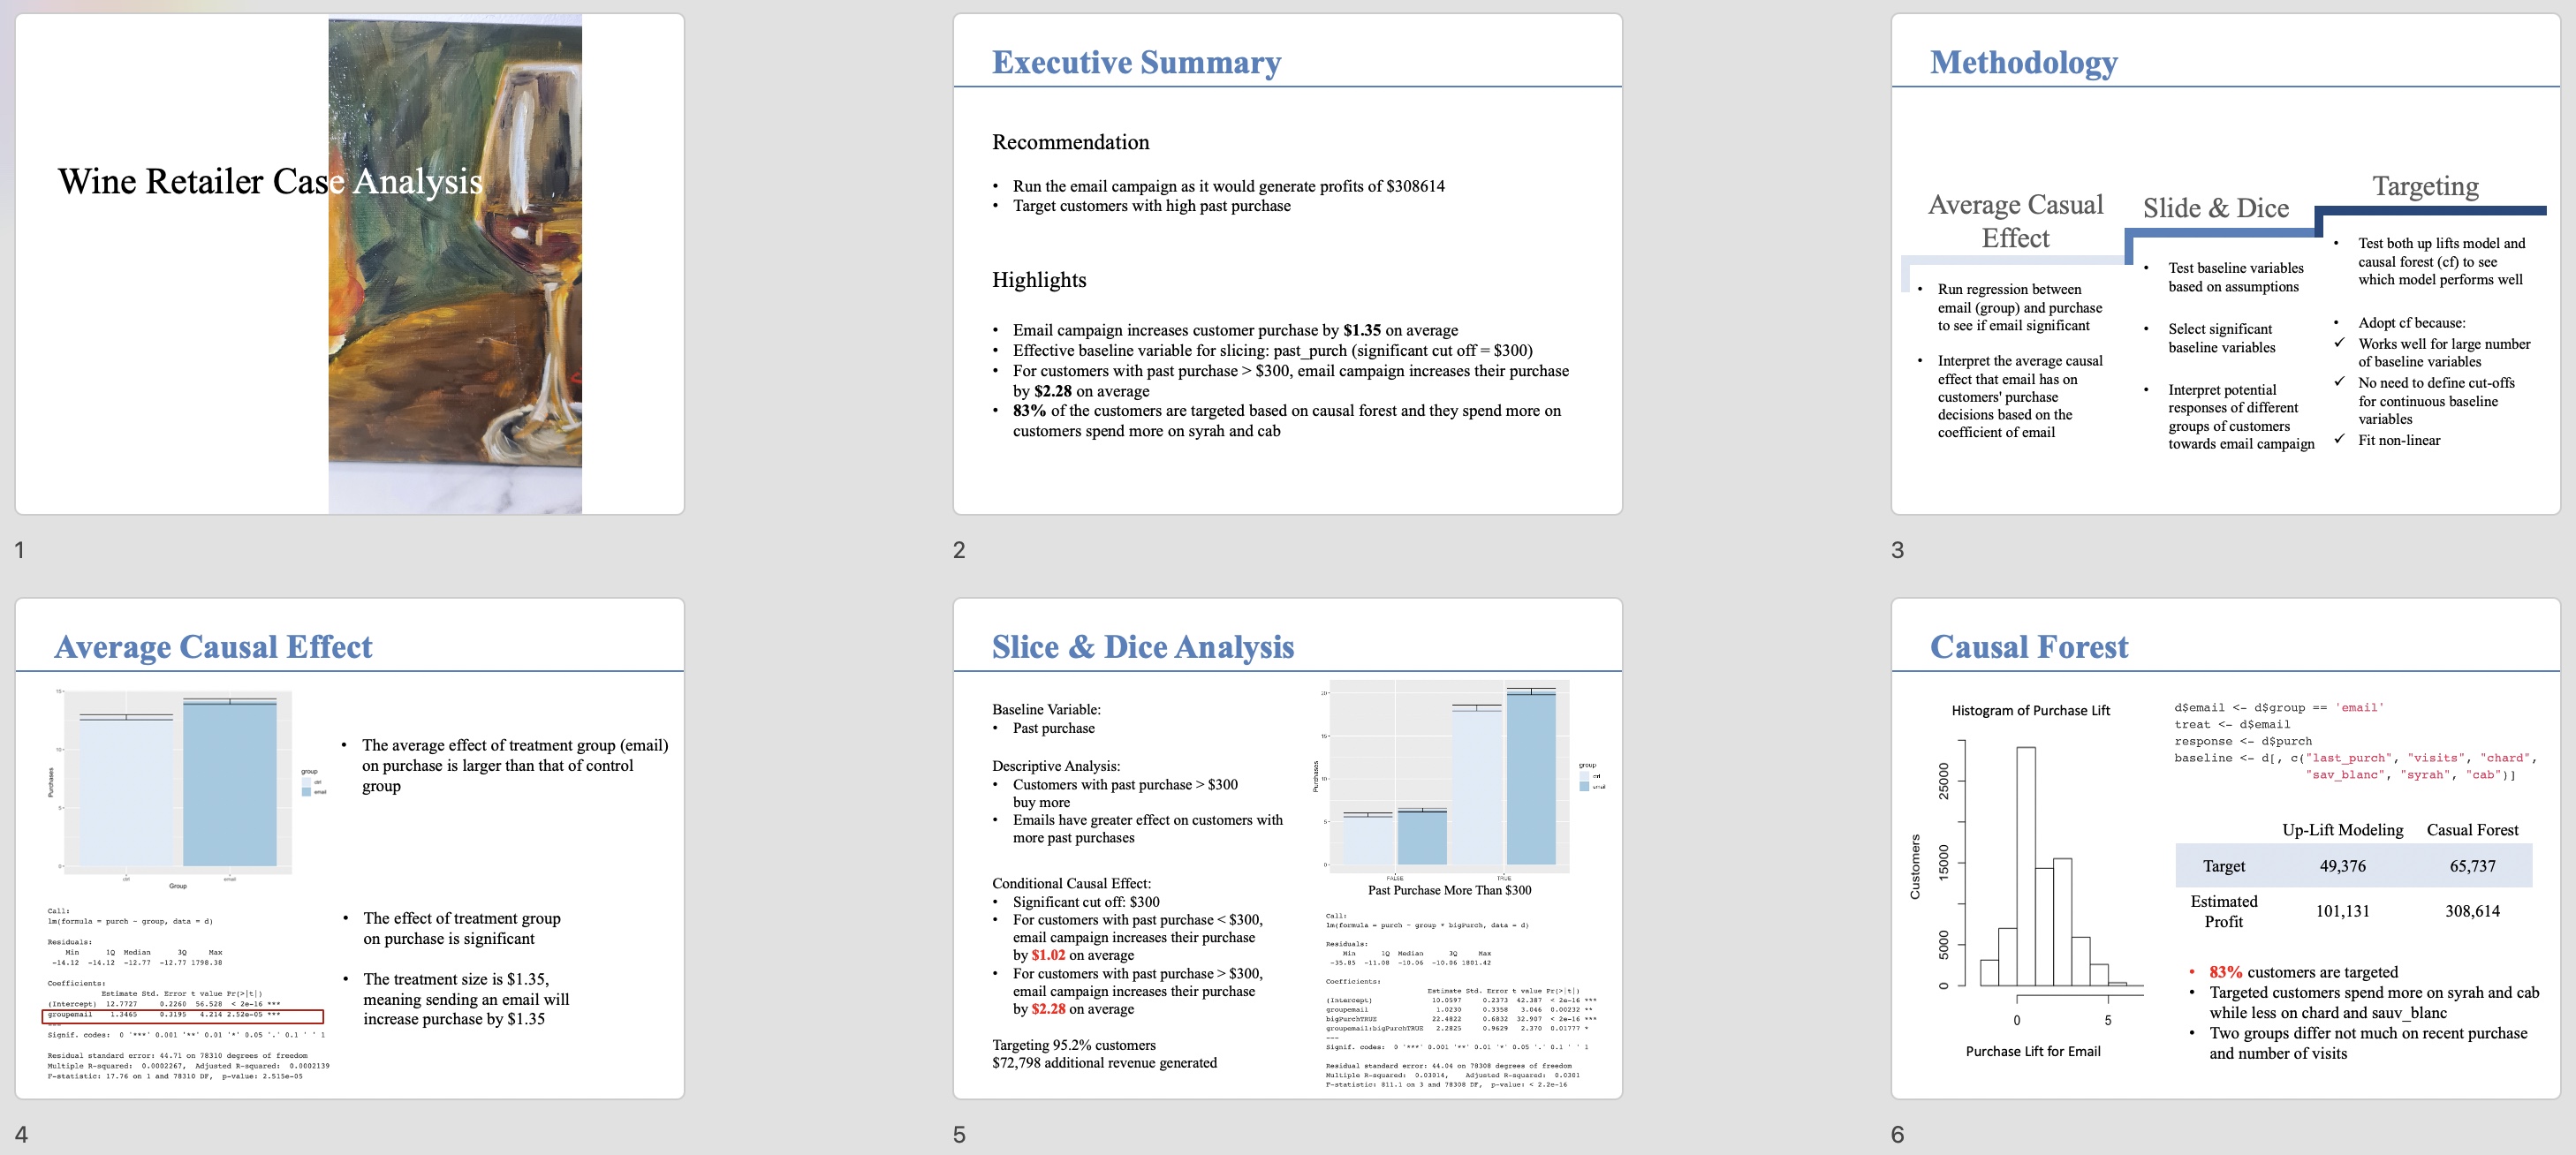 Wine Retailer Case Analysis
1
Executive Summary
Recommendation
• Run the email campaign as it would generate profits of $308614
• Target customers with high past purchase
Highlights
• Email campaign increases customer purchase by $1.35 on average
• Effective baseline variable for slicing: past_purch (significant cut off = $300)
• For customers with past purchase > $300, email campaign increases their purchase
by $2.28 on average
• 83% of the customers are targeted based on causal forest and they spend more on
customers spend more on syrah and cab
2
Methodology
Average Casual
Effect
• Run regression between
email (group) and purchase
to see if email significant
• Interpret the average causal
effect that email has on
customers' purchase
decisions based on the
coefficient of email
Slide & Dice
• Test baseline variables
based on assumptions
• Select significant
baseline variables
• Interpret potential
responses of different
groups of customers
towards email campaign
Targeting
• Test both up lifts model and
causal forest (cf) to see
which model performs well
• Adopt cf because:
✓ Works well for large number
of baseline variables
✓ No need to define cut-offs
for continuous baseline
variables
✓ Fit non-linear
3
Average Causal Effect
15
10
5
0
Purchases
ctrl
email
Group
group
ctrl
email
• The average effect of treatment group (email)
on purchase is larger than that of control
group
Call:
lm(formula = purch ~ group, data = d)
Residuals:
Min 1Q Median 3Q Max
-14.12 -14.12 -12.77 -12.77 1798.38
Coefficients:
Estimate Std. Error t value Pr(>|t|)
(Intercept) 12.7727 0.2260 56.528 < 2e-16 ***
groupemail 1.3465 0.3195 4.214 2.52e-05 ***
---
Signif. codes: 0 '***' 0.001 '**' 0.01 '*' 0.05 '.' 0.1 ' ' 1
Residual standard error: 44.71 on 78310 degrees of freedom
Multiple R-squared: 0.0002267, Adjusted R-squared: 0.0002139
F-statistic: 17.76 on 1 and 78310 DF, p-value: 2.515e-05
• The effect of treatment group
on purchase is significant
• The treatment size is $1.35,
meaning sending an email will
increase purchase by $1.35
4
Slice & Dice Analysis
Baseline Variable:
• Past purchase
Descriptive Analysis:
• Customers with past purchase > $300
buy more
• Emails have greater effect on customers with
more past purchases
Conditional Causal Effect:
• Significant cut off: $300
• For customers with past purchase < $300,
email campaign increases their purchase
by $1.02 on average
• For customers with past purchase > $300,
email campaign increases their purchase
by $2.28 on average
Targeting 95.2% customers
$72,798 additional revenue generated
20
15
10
5
0
Purchases
FALSE
TRUE
group
ctrl
email
Past Purchase More Than $300
Call:
lm(formula = purch ~ group * bigPurch, data = d)
Residuals:
Min 1Q Median 3Q Max
-35.85 -11.08 -10.06 -10.06 1801.42
Coefficients:
Estimate Std. Error t value Pr(>|t|)
(Intercept) 10.0597 0.2373 42.387 < 2e-16 ***
groupemail 1.0230 0.3358 3.046 0.00232 **
bigPurchTRUE 22.4822 0.6832 32.907 < 2e-16 ***
groupemail:bigPurchTRUE 2.2825 0.9629 2.370 0.01777 *
---
Signif. codes: 0 '***' 0.001 '**' 0.01 '*' 0.05 '.' 0.1 ' ' 1
Residual standard error: 44.04 on 78308 degrees of freedom
Multiple R-squared: 0.03014, Adjusted R-squared: 0.0301
F-statistic: 811.1 on 3 and 78308 DF, p-value: < 2.2e-16
5
Causal Forest
Histogram of Purchase Lift
25000
15000
5000
0
Customers
0
5
Purchase Lift for Email
d$email <- d$group == 'email'
treat <- d$email
response <- d$purch
baseline <- d[, c("last_purch", "visits", "chard",
"sav_blanc", "syrah", "cab")]
Up-Lift Modeling Casual Forest
Target 49,376 65,737
Estimated
Profit 101,131 308,614
• 83% customers are targeted
• Targeted customers spend more on syrah and cab
while less on chard and sauv_blanc
• Two groups differ not much on recent purchase
and number of visits
6